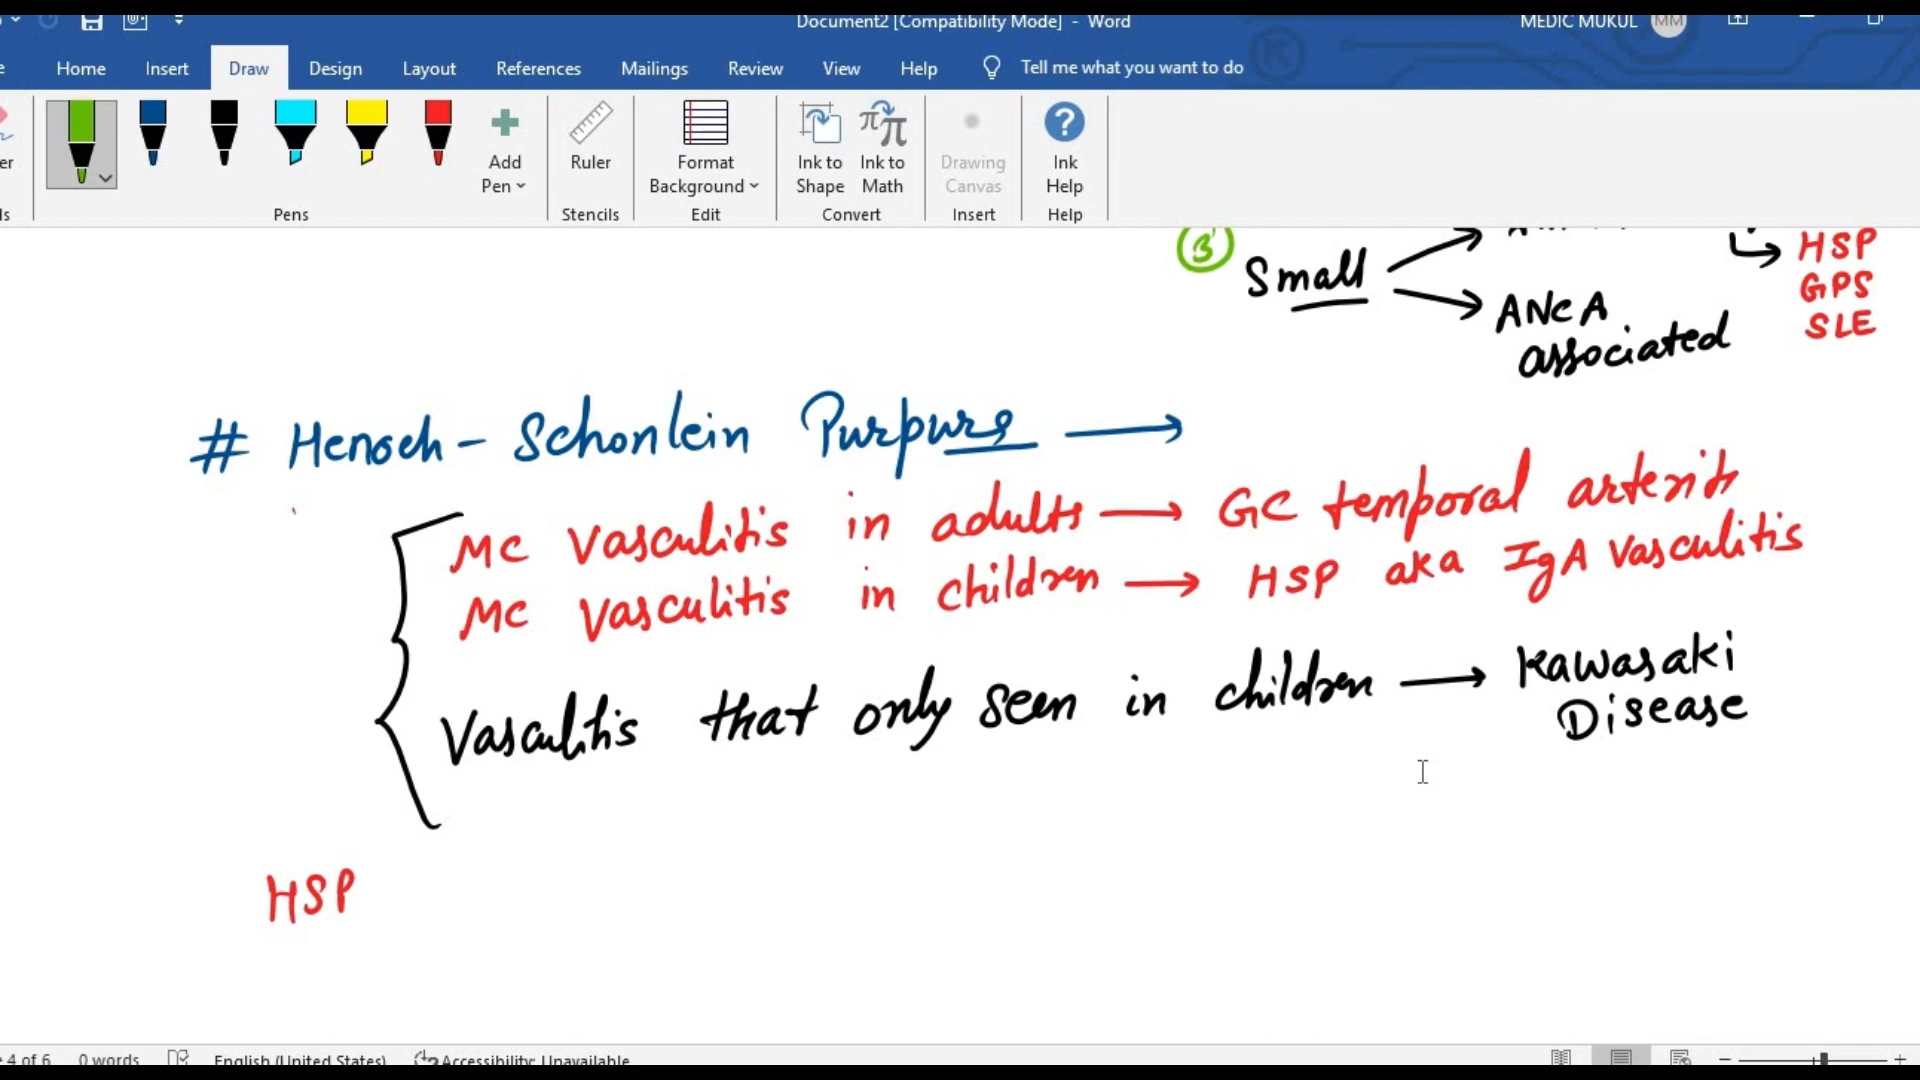 Document2 [Compatibility Mode] - Word
MEDIC MUKUL MM
Home Insert Draw Design Layout References Mailings Review View Help Tell me what you want to do
Add Pen
Ruler
Format Background
Ink to Shape
Ink to Math
Drawing Canvas
Ink Help
Pens Stencils Edit Convert Insert Help
3
Small
HSP
GPS
SLE
ANCA
associated
# Henoch - Schonlein Purpura
MC Vasculitis in adults → GC temporal arteritis
MC Vasculitis in children → HSP aka IgA Vasculitis
Vasculitis that only seen in children → Kawasaki
Disease
HSP
4 of 6 0 words English (United States) Accessibility: Unavailable